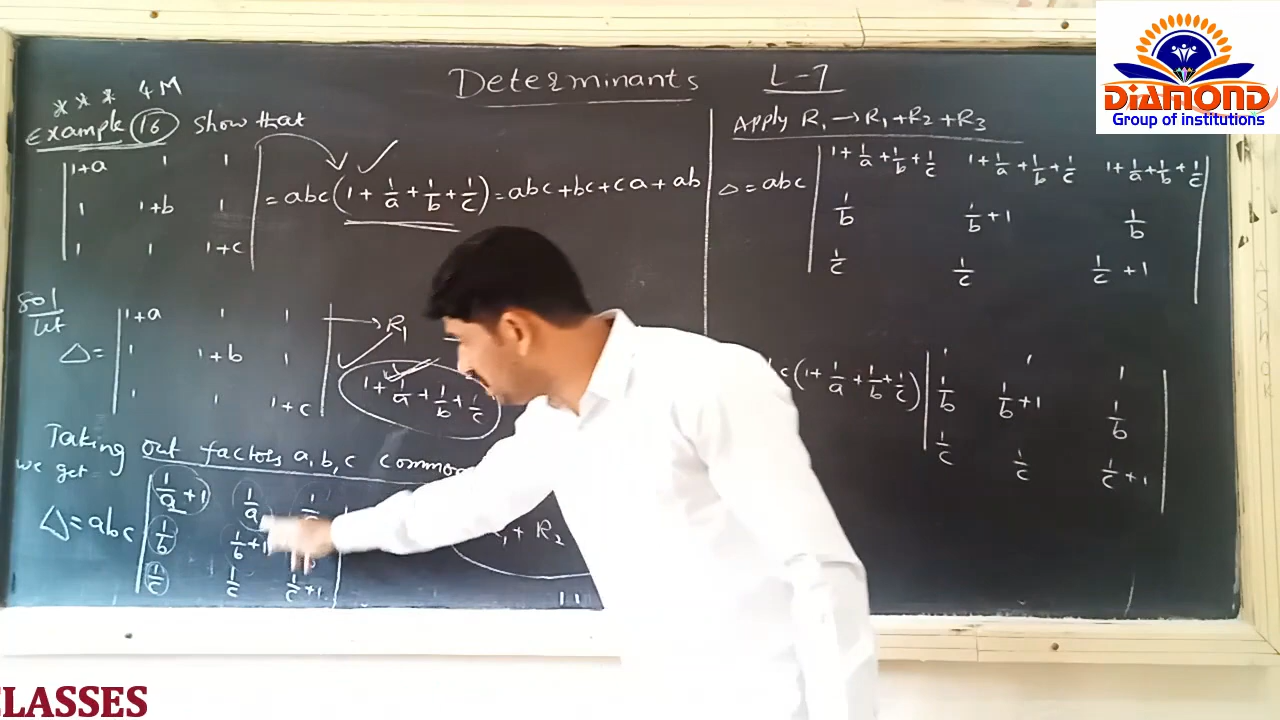 Determinants L-7
*** 4M
Example 16 Show that
|1+a 1 1|
|1 1+b 1| = abc(1 + 1/a + 1/b + 1/c) = abc + bc + ca + ab
|1 1 1+c|
Sol
let
|1+a 1 1| → R1
Δ = |1 1+b 1|
|1 1 1+c|
1 + 1/a + 1/b + 1/c
Taking out factors a, b, c common
we get
|1/a+1 1/a 1/a|
Δ = abc |1/b 1/b+1
|1/c 1/c 1/c+1|
+ R2
Apply R1 → R1 + R2 + R3
|1+1/a+1/b+1/c 1+1/a+1/b+1/c 1+1/a+1/b+1/c|
Δ = abc |1/b 1/b+1 1/b|
|1/c 1/c 1/c+1|
|1 1 1|
c(1 + 1/a + 1/b + 1/c) |1/b 1/b+1 1/b|
|1/c 1/c 1/c+1|
DIAMOND
Group of institutions
CLASSES